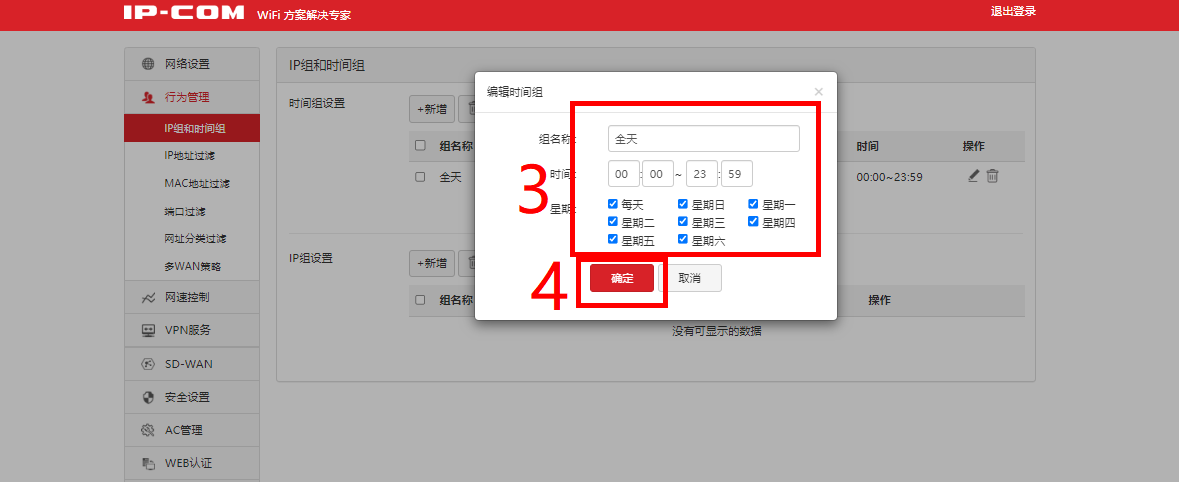 IP-COM WiFi 方案解决专家 退出登录
网络设置
行为管理
IP组和时间组
IP地址过滤
MAC地址过滤
端口过滤
网址分类过滤
多WAN策略
网速控制
VPN服务
SD-WAN
安全设置
AC管理
WEB认证
IP组和时间组
时间组设置 +新增
组名称 时间 操作
全天 00:00~23:59
IP组设置 +新增
组名称 操作
没有可显示的数据
编辑时间组 ×
组名称: 全天
时间: 00 : 00 ~ 23 : 59
星期: 每天 星期日 星期一
星期二 星期三 星期四
星期五 星期六
3
确定 取消
4